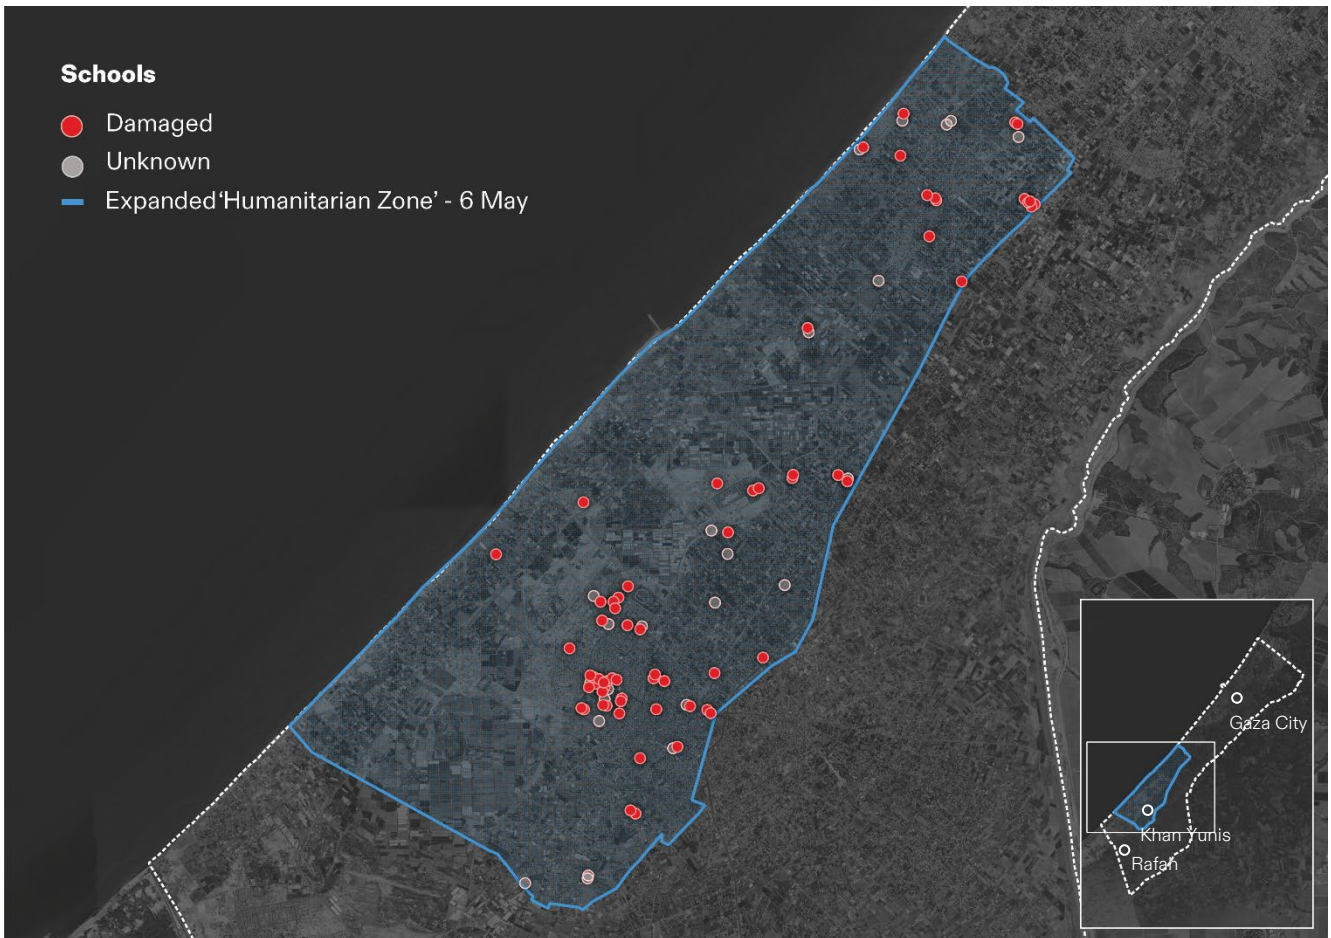 Schools
Damaged
Unknown
Expanded ‘Humanitarian Zone’ - 6 May
Gaza City
Khan Yunis
Rafah